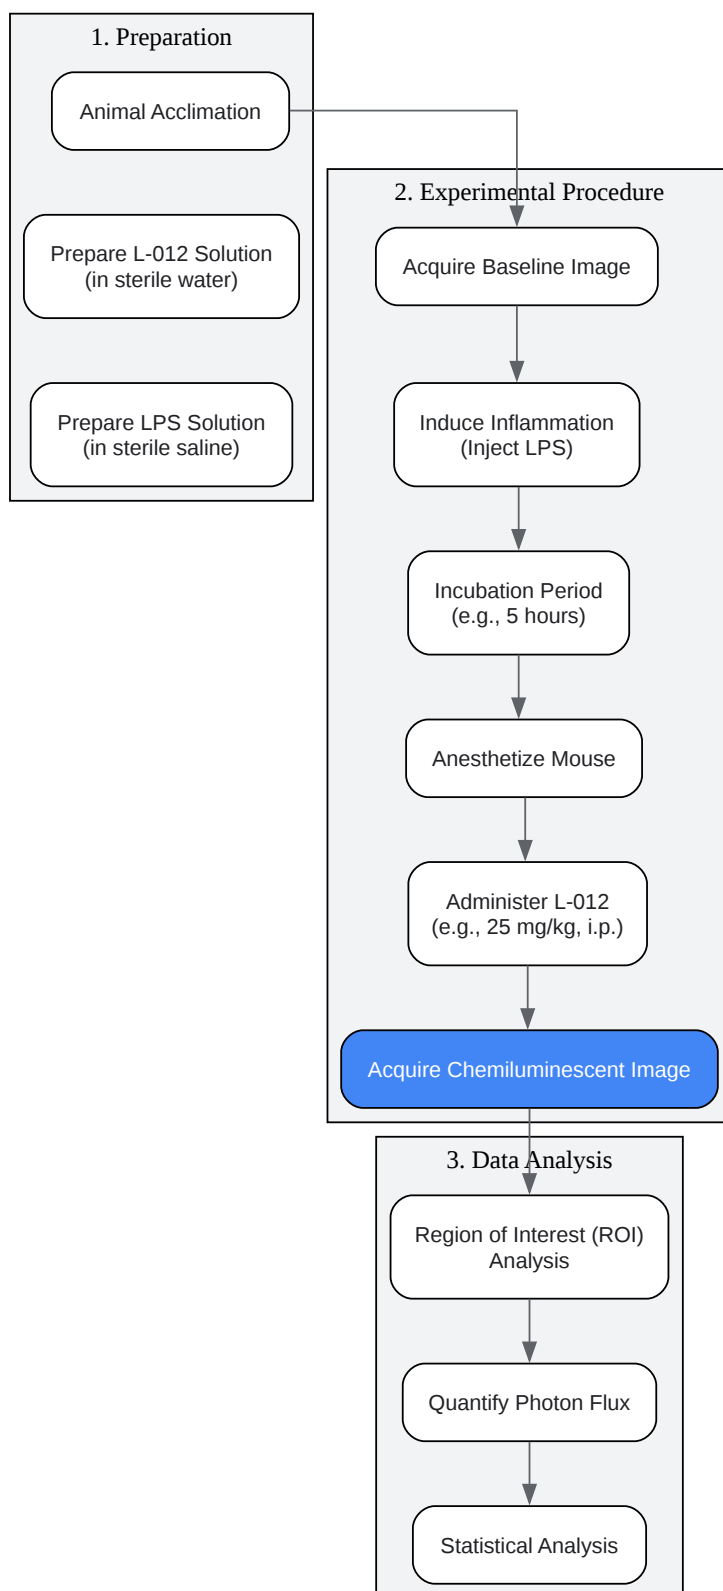 1. Preparation
Animal Acclimation
Prepare L-012 Solution
(in sterile water)
Prepare LPS Solution
(in sterile saline)
2. Experimental Procedure
Acquire Baseline Image
Induce Inflammation
(Inject LPS)
Incubation Period
(e.g., 5 hours)
Anesthetize Mouse
Administer L-012
(e.g., 25 mg/kg, i.p.)
Acquire Chemiluminescent Image
3. Data Analysis
Region of Interest (ROI)
Analysis
Quantify Photon Flux
Statistical Analysis